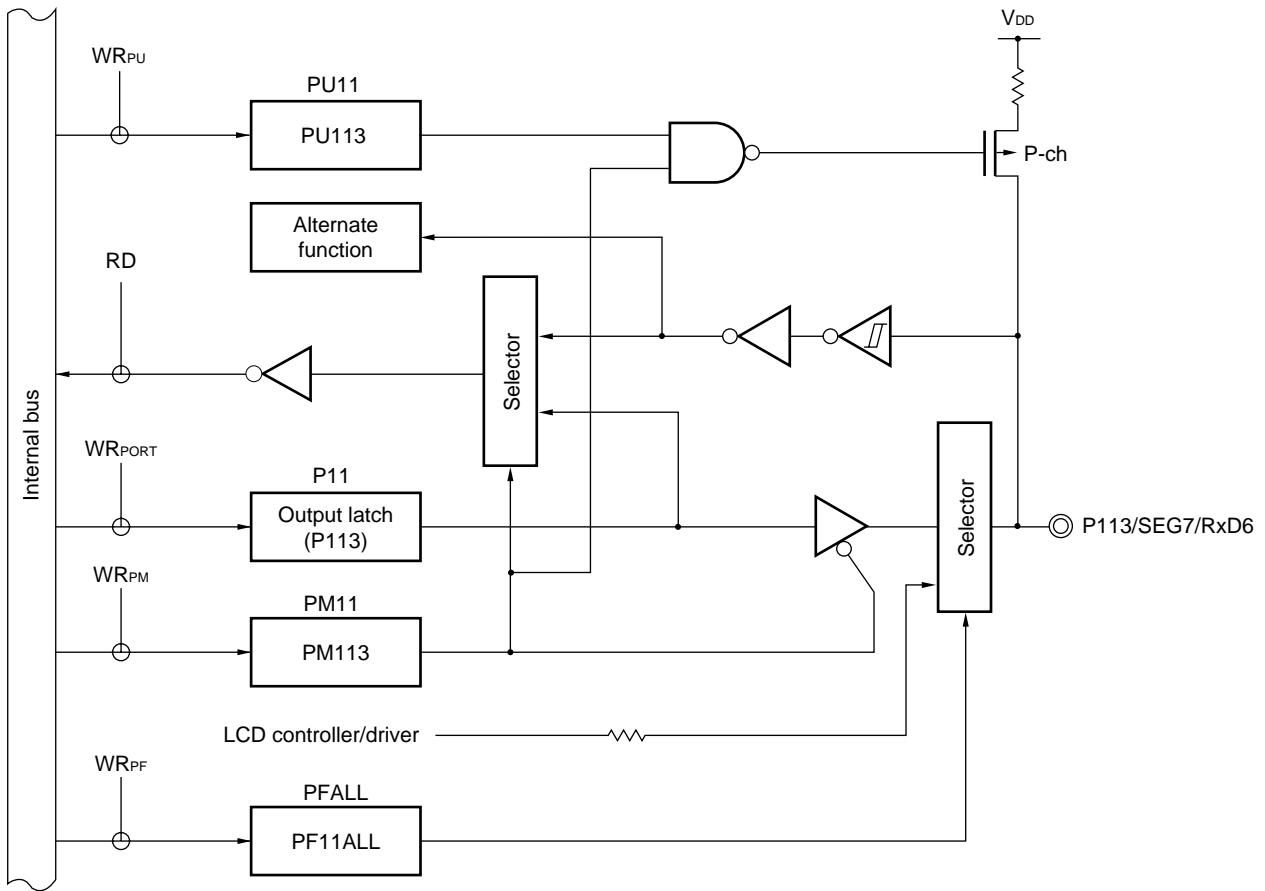 VDD
WRPU
PU11
PU113
P-ch
Alternate
function
RD
Selector
Internal bus
WRPORT
P11
Output latch
(P113)
Selector
P113/SEG7/RxD6
WRPM
PM11
PM113
LCD controller/driver
WRPF
PFALL
PF11ALL